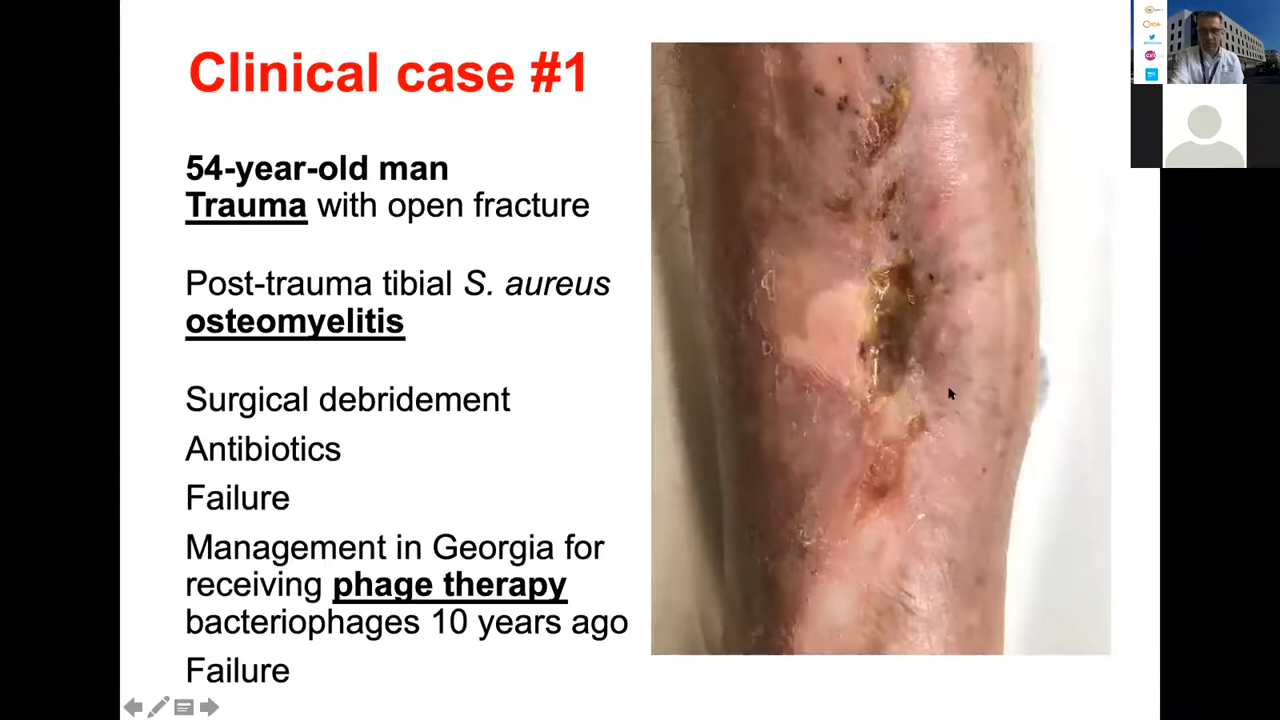 Clinical case #1
54-year-old man
Trauma with open fracture
Post-trauma tibial S. aureus
osteomyelitis
Surgical debridement
Antibiotics
Failure
Management in Georgia for
receiving phage therapy
bacteriophages 10 years ago
Failure